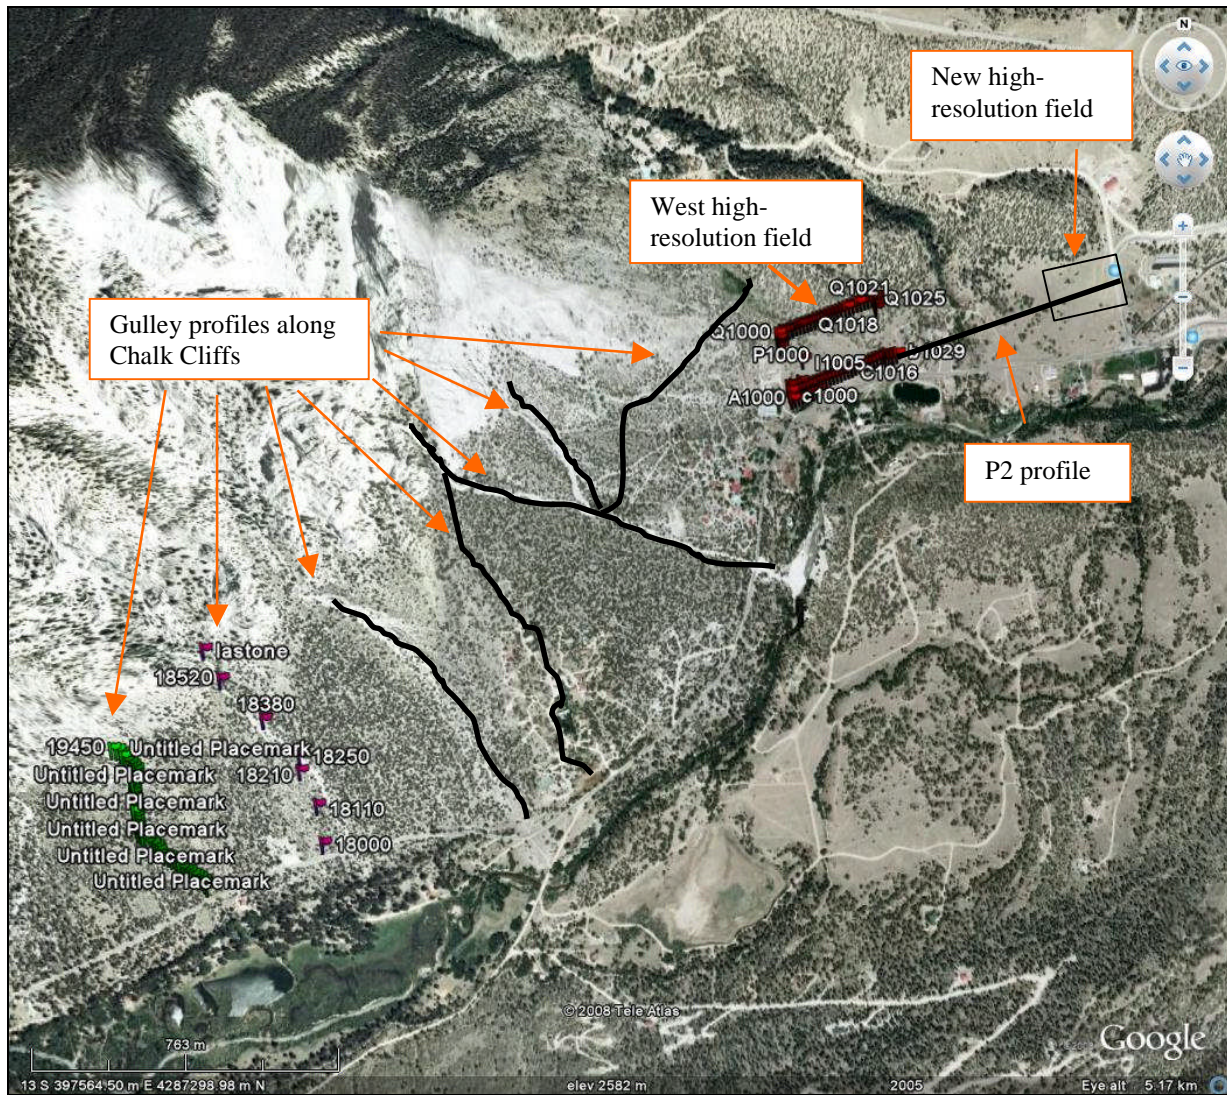 N
New high-
resolution field
West high-
resolution field
Gulley profiles along
Chalk Cliffs
P2 profile
Q1021
Q1025
Q1000
Q1018
P1000
I1005
C1016
A1000
c1000
lastone
18520
18380
19450
Untitled Placemark
18250
Untitled Placemark
18210
Untitled Placemark
18110
Untitled Placemark
18000
Untitled Placemark
Untitled Placemark
© 2008 Tele Atlas
Google
763 m
13 S 397564.50 m E 4287298.98 m N
elev 2582 m
2005
Eye alt 5.17 km